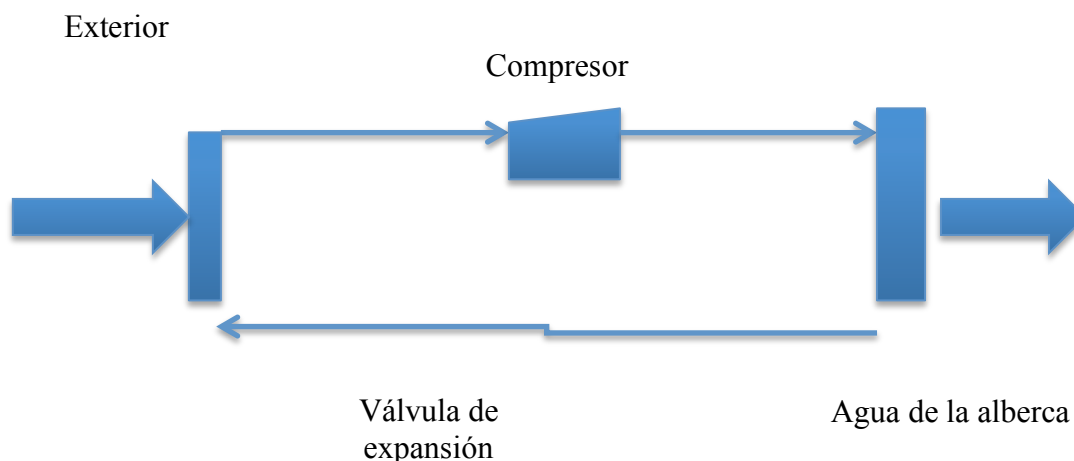 Exterior
Compresor
Válvula de
expansión
Agua de la alberca